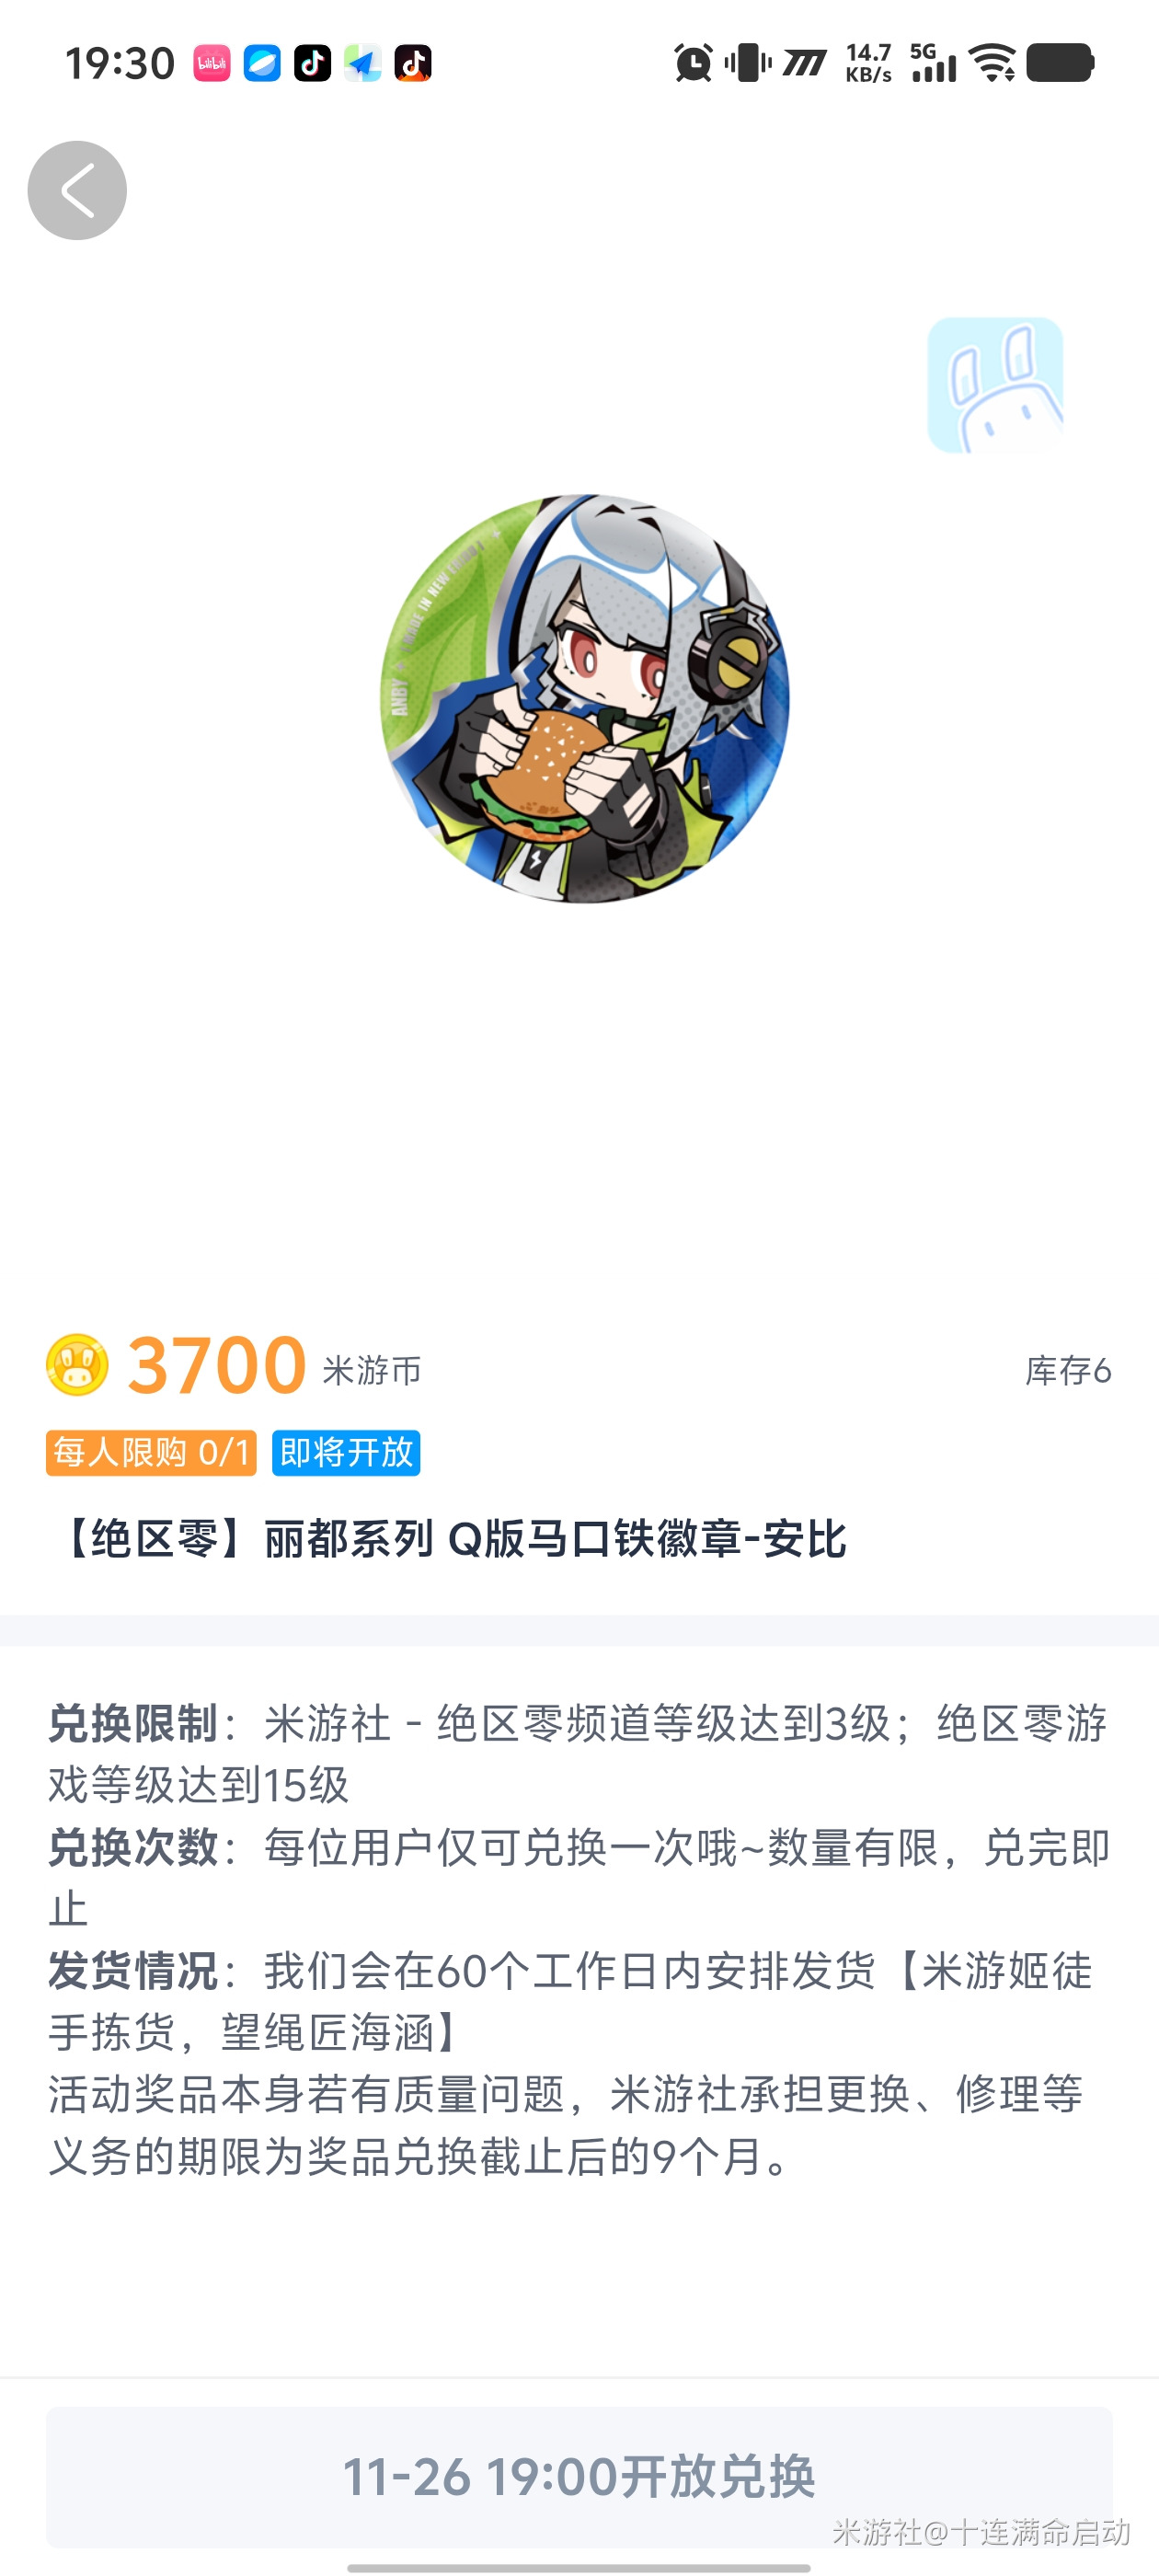 19:30
bilibili
14.7
KB/s
5G
ANBY + MADE IN NEW ERIDU +
3700 米游币
库存6
每人限购 0/1 即将开放
【绝区零】丽都系列 Q版马口铁徽章-安比
兑换限制：米游社 - 绝区零频道等级达到3级；绝区零游
戏等级达到15级
兑换次数：每位用户仅可兑换一次哦~数量有限，兑完即
止
发货情况：我们会在60个工作日内安排发货【米游姬徒
手拣货，望绳匠海涵】
活动奖品本身若有质量问题，米游社承担更换、修理等
义务的期限为奖品兑换截止后的9个月。
11-26 19:00开放兑换
米游社@十连满命启动